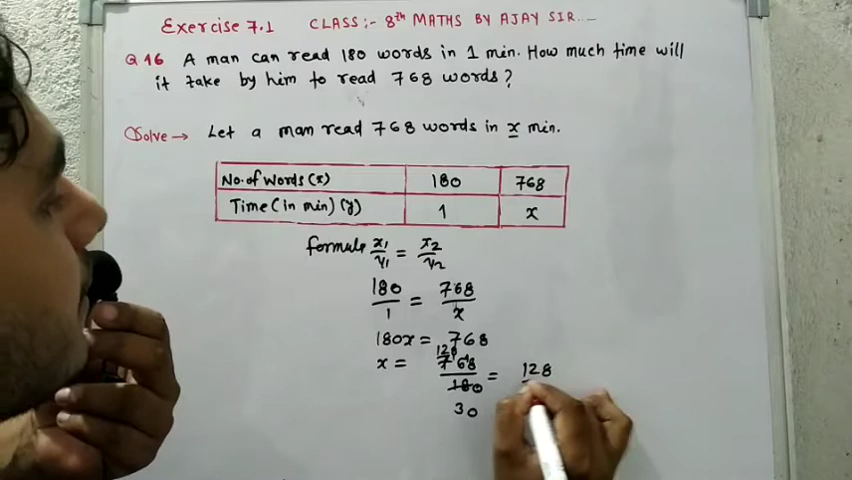 Exercise 7.1 CLASS :- 8th MATHS BY AJAY SIR....
Q 16 A man can read 180 words in 1 min. How much time will
it take by him to read 768 words?
Solve → Let a man read 768 words in x min.
No. of words (x) 180 768
Time (in min) (y) 1 x
formula x1/y1 = x2/y2
180/1 = 768/x
180x = 768
128
x = 768/180 = 128
30